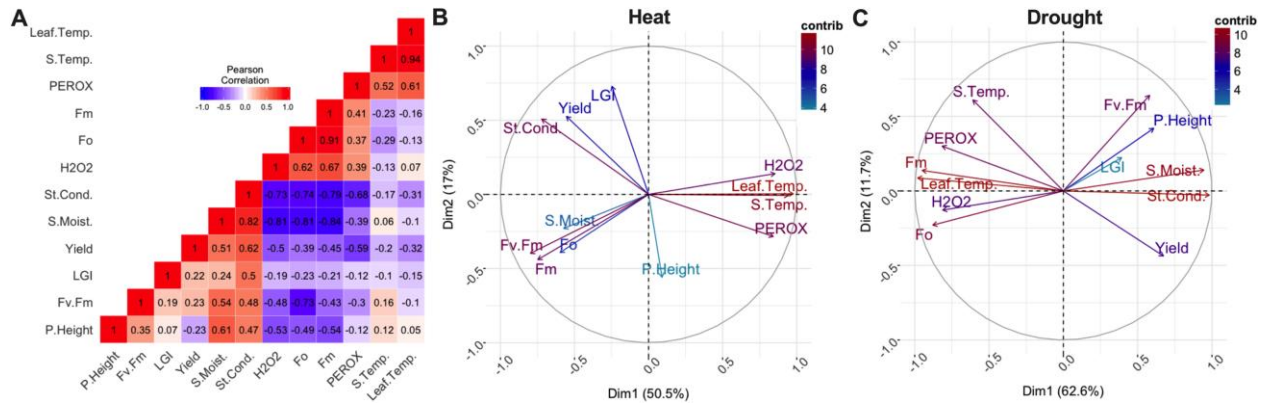 A
Leaf.Temp. 1
S.Temp. 1 0.94
PEROX 1 0.52 0.61
Fm 1 0.41 -0.23 -0.16
Fo 1 0.91 0.37 -0.29 -0.13
H2O2 1 0.62 0.67 0.39 -0.13 0.07
St.Cond. 1 -0.73 -0.74 -0.79 -0.68 -0.17 -0.31
S.Moist. 1 0.82 -0.81 -0.81 -0.84 -0.39 0.06 -0.1
Yield 1 0.51 0.62 -0.5 -0.39 -0.45 -0.59 -0.2 -0.32
LGI 1 0.22 0.24 0.5 -0.19 -0.23 -0.21 -0.12 -0.1 -0.15
Fv.Fm 1 0.19 0.23 0.54 0.48 -0.48 -0.73 -0.43 -0.3 0.16 -0.1
P.Height 1 0.35 0.07 -0.23 0.61 0.47 -0.53 -0.49 -0.54 -0.12 0.12 0.05
P.Height Fv.Fm LGI Yield S.Moist. St.Cond. H2O2 Fo Fm PEROX S.Temp. Leaf.Temp.
Pearson
Correlation
-1.0 -0.5 0.0 0.5 1.0
B
Heat
contrib
10
8
6
4
1.0
0.5
0.0
-0.5
-1.0
Dim2 (17%)
LGI
Yield
St.Cond.
H2O2
Leaf.Temp.
S.Temp.
S.Moist.
PEROX
Fv.Fm
Fo
Fm
P.Height
-1.0 -0.5 0.0 0.5 1.0
Dim1 (50.5%)
C
Drought
contrib
10
8
6
4
1.0
0.5
0.0
-0.5
-1.0
Dim2 (11.7%)
S.Temp.
Fv.Fm
P.Height
PEROX
LGI
Fm
S.Moist.
Leaf.Temp.
St.Cond.
H2O2
Fo
Yield
-1.0 -0.5 0.0 0.5 1.0
Dim1 (62.6%)